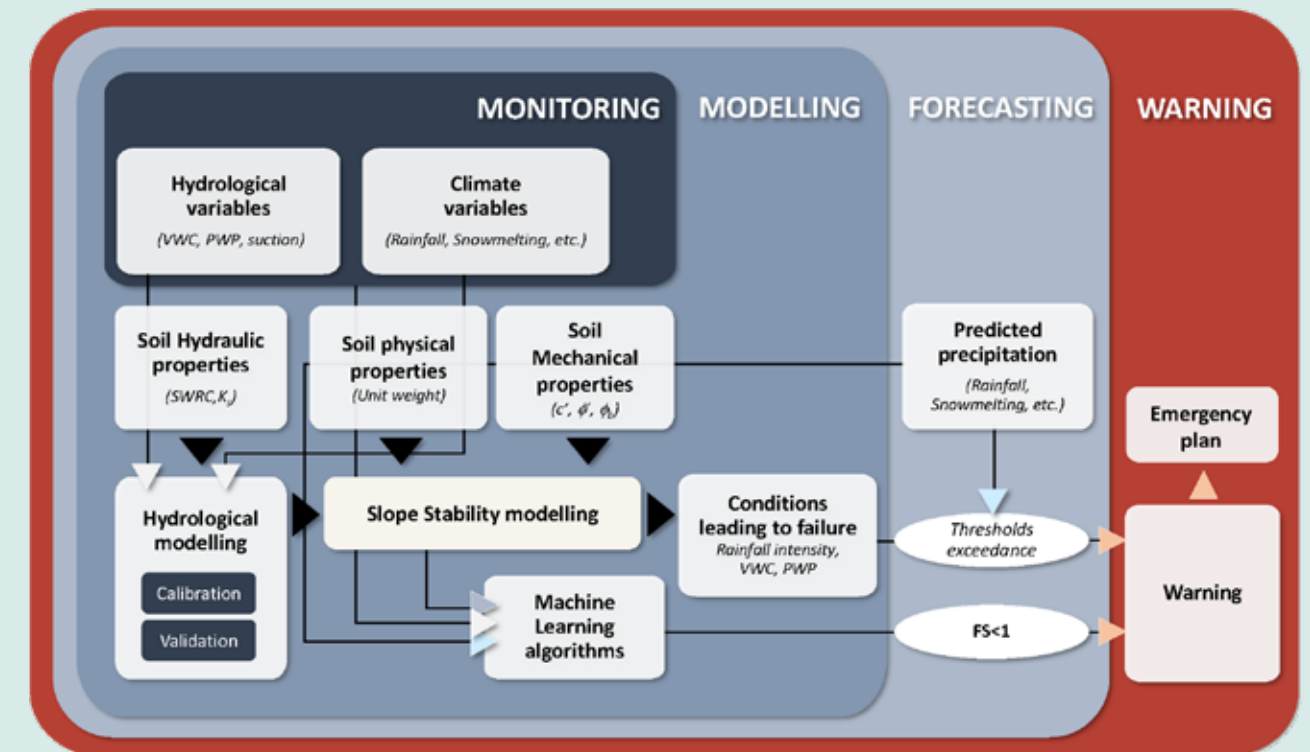 MONITORING
MODELLING
FORECASTING
WARNING
Hydrological
variables
(VWC, PWP, suction)
Climate
variables
(Rainfall, Snowmelting, etc.)
Soil Hydraulic
properties
(SWRC,Ks)
Soil physical
properties
(Unit weight)
Soil
Mechanical
properties
(c', ϕ', ϕb)
Predicted
precipitation
(Rainfall,
Snowmelting, etc.)
Emergency
plan
Hydrological
modelling
Calibration
Validation
Slope Stability modelling
Conditions
leading to failure
Rainfall intensity,
VWC, PWP
Thresholds
exceedance
Machine
Learning
algorithms
FS<1
Warning